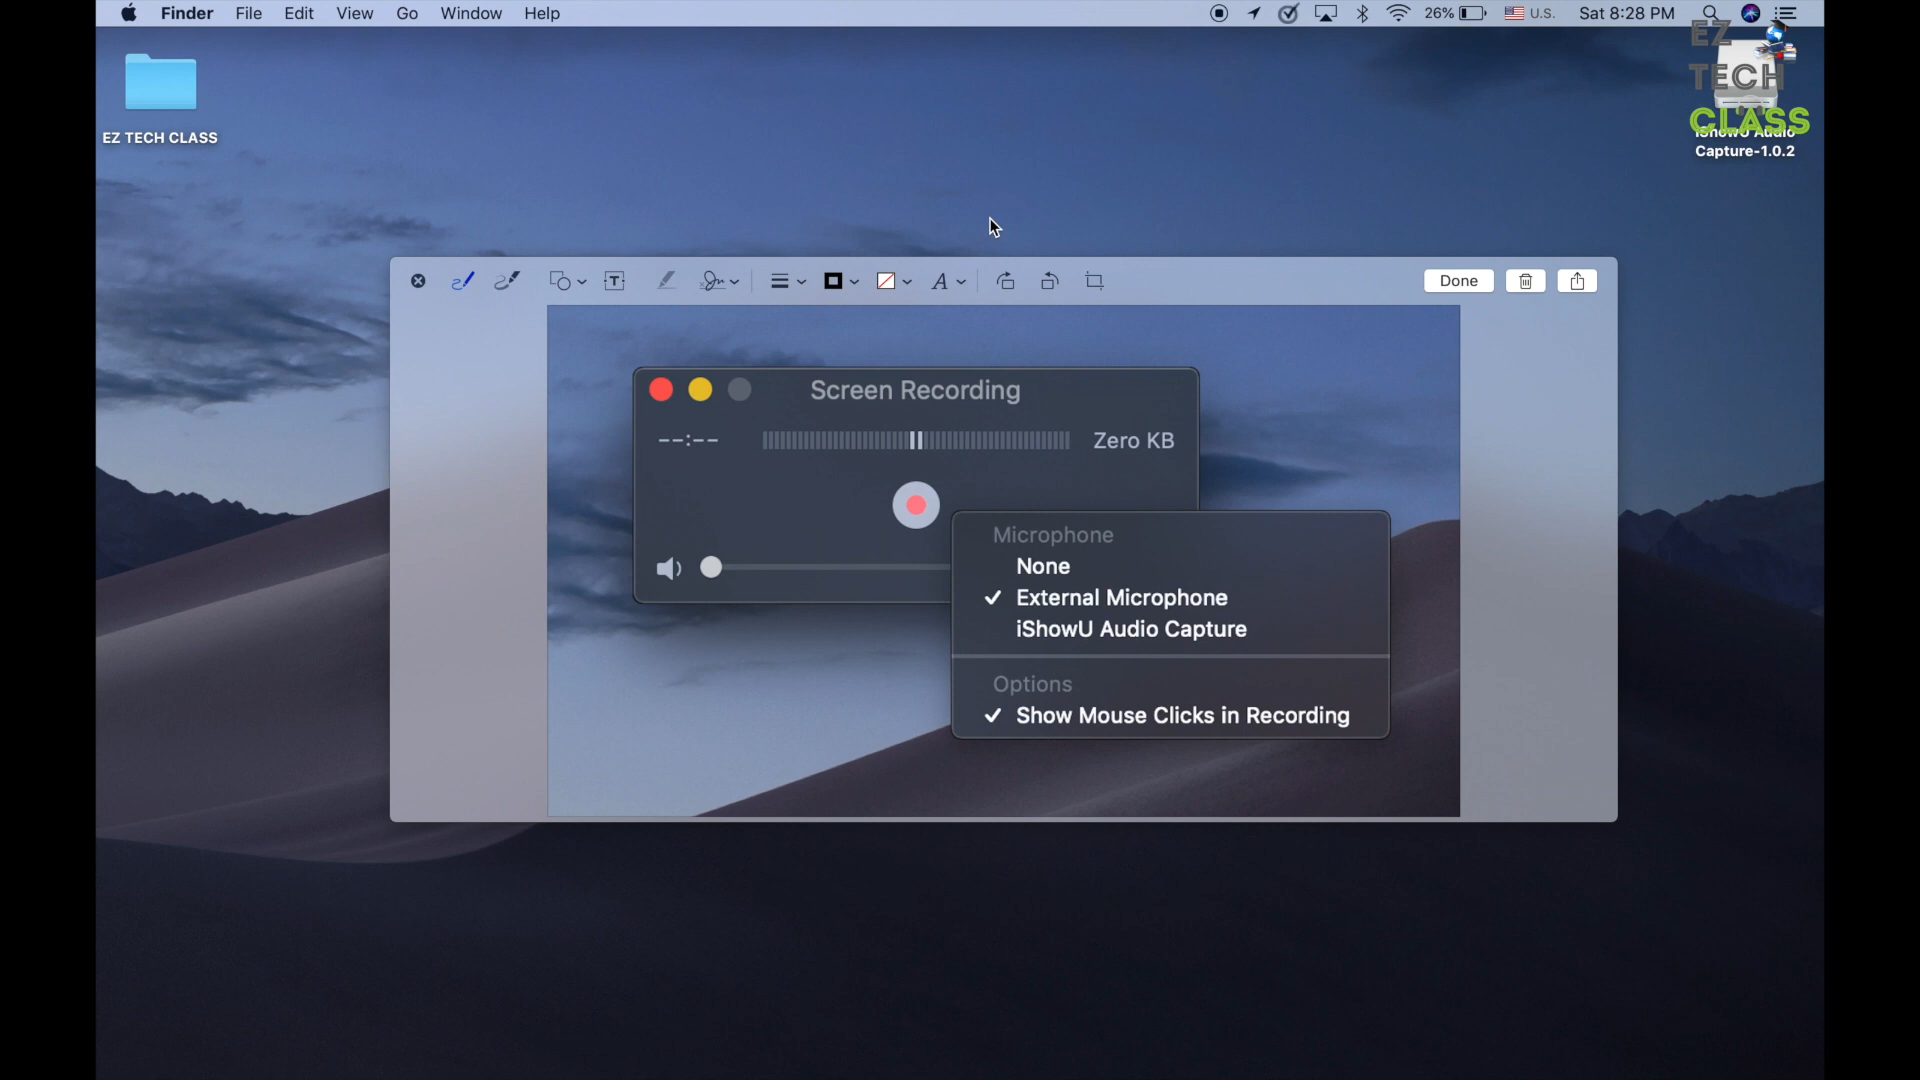 Finder File Edit View Go Window Help
26% U.S. Sat 8:28 PM
EZ
TECH
CLASS
EZ TECH CLASS
iShowU Audio
Capture-1.0.2
T A Done
Screen Recording
--:-- Zero KB
Microphone
None
✓ External Microphone
iShowU Audio Capture
Options
✓ Show Mouse Clicks in Recording